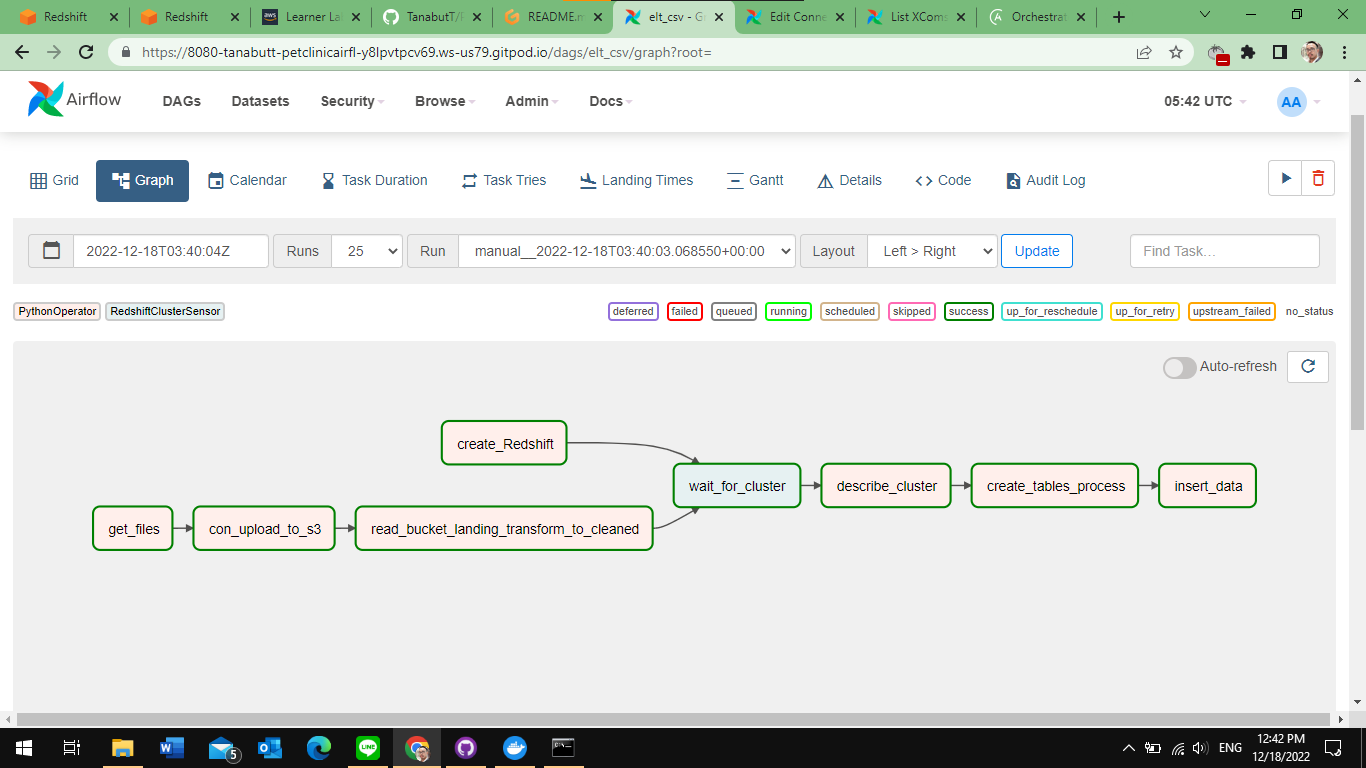 Redshift
Redshift
Learner La
TanabutT/
README.m
elt_csv - G
Edit Conne
List XComs
Orchestrat
https://8080-tanabutt-petclinicairfl-y8lpvtpcv69.ws-us79.gitpod.io/dags/elt_csv/graph?root=
Airflow DAGs Datasets Security Browse Admin Docs 05:42 UTC AA
Grid Graph Calendar Task Duration Task Tries Landing Times Gantt Details Code Audit Log
2022-12-18T03:40:04Z Runs 25 Run manual__2022-12-18T03:40:03.068550+00:00 Layout Left > Right Update Find Task...
PythonOperator RedshiftClusterSensor deferred failed queued running scheduled skipped success up_for_reschedule up_for_retry upstream_failed no_status
Auto-refresh
create_Redshift
wait_for_cluster describe_cluster create_tables_process insert_data
get_files con_upload_to_s3 read_bucket_landing_transform_to_cleaned
5
ENG
12:42 PM
12/18/2022